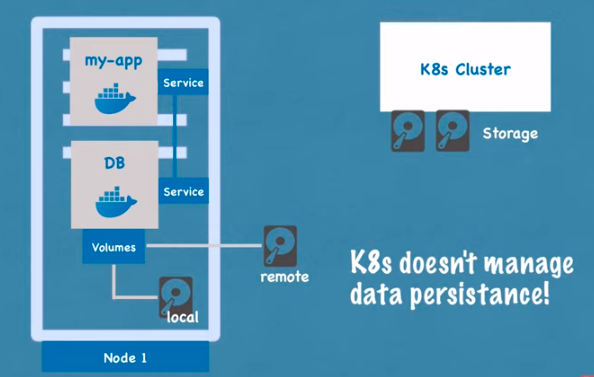 my-app
Service
DB
Service
Volumes
remote
local
Node 1
K8s Cluster
Storage
K8s doesn't manage
data persistance!